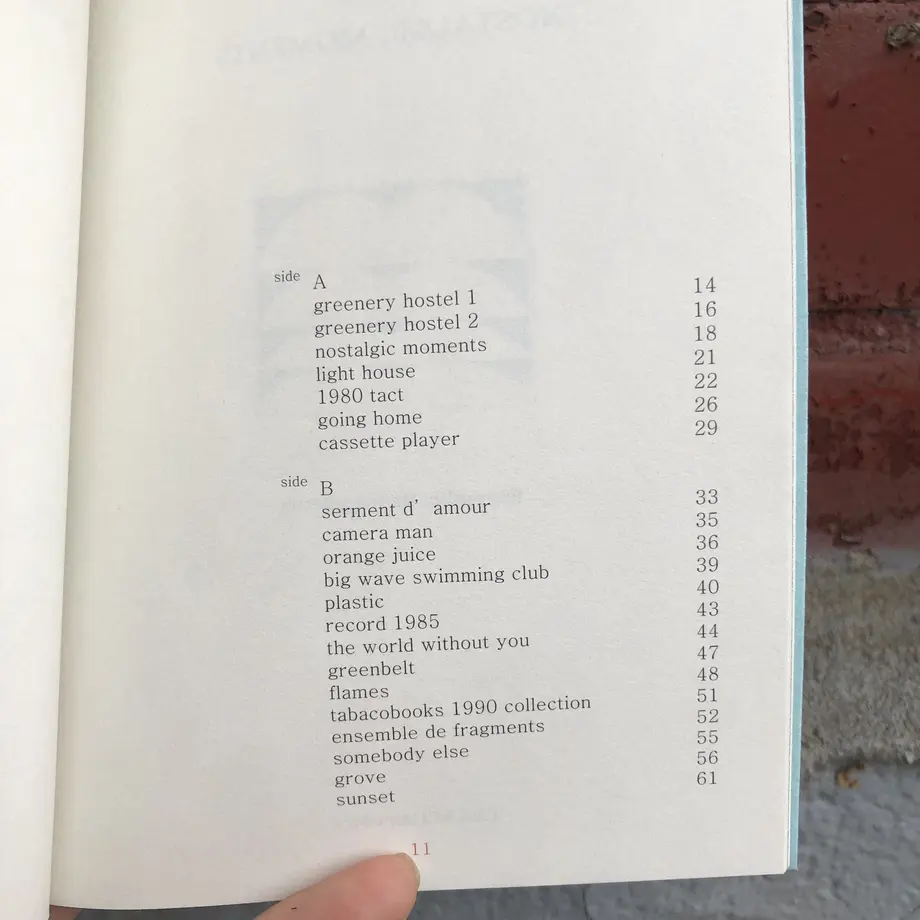 side A
greenery hostel 1 14
greenery hostel 2 16
nostalgic moments 18
light house 21
1980 tact 22
going home 26
cassette player 29
side B
serment d' amour 33
camera man 35
orange juice 36
big wave swimming club 39
plastic 40
record 1985 43
the world without you 44
greenbelt 47
flames 48
tabacobooks 1990 collection 51
ensemble de fragments 52
somebody else 55
grove 56
sunset 61
11